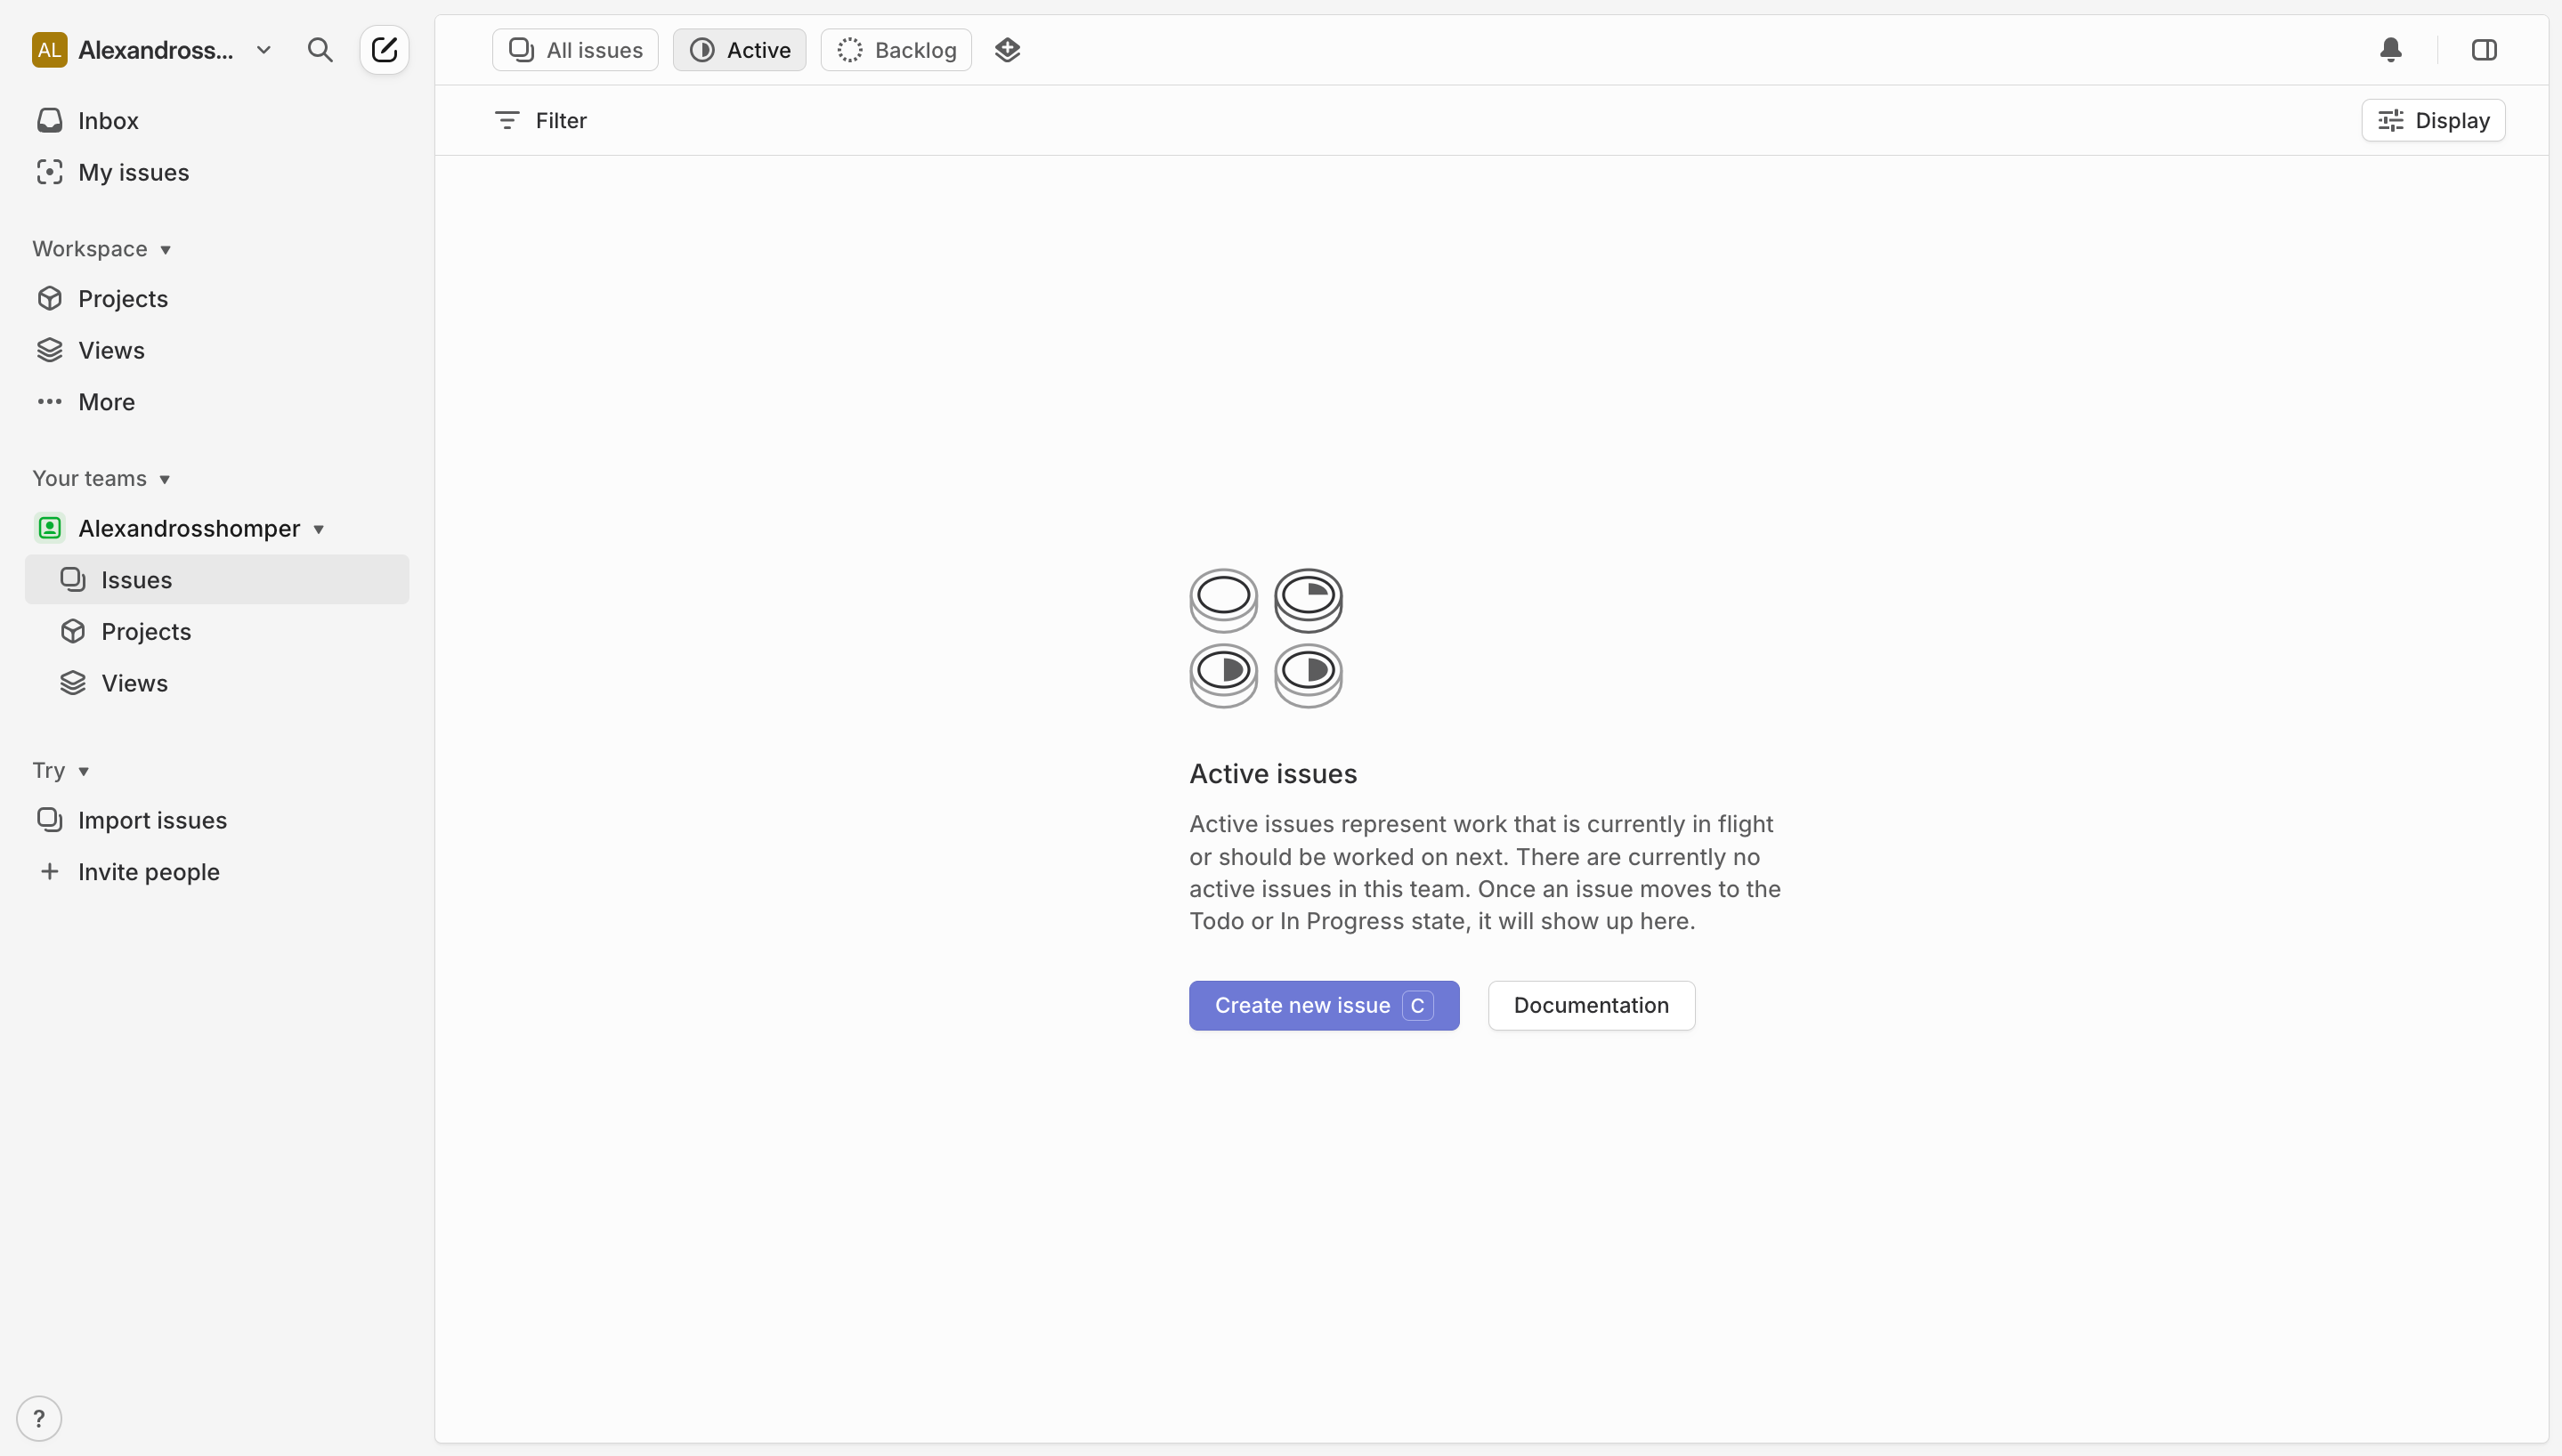 AL Alexandross...
Inbox
My issues
Workspace
Projects
Views
More
Your teams
Alexandrosshomper
Issues
Projects
Views
Try
Import issues
Invite people
?
All issues
Active
Backlog
Filter
Display
Active issues
Active issues represent work that is currently in flight
or should be worked on next. There are currently no
active issues in this team. Once an issue moves to the
Todo or In Progress state, it will show up here.
Create new issue C
Documentation